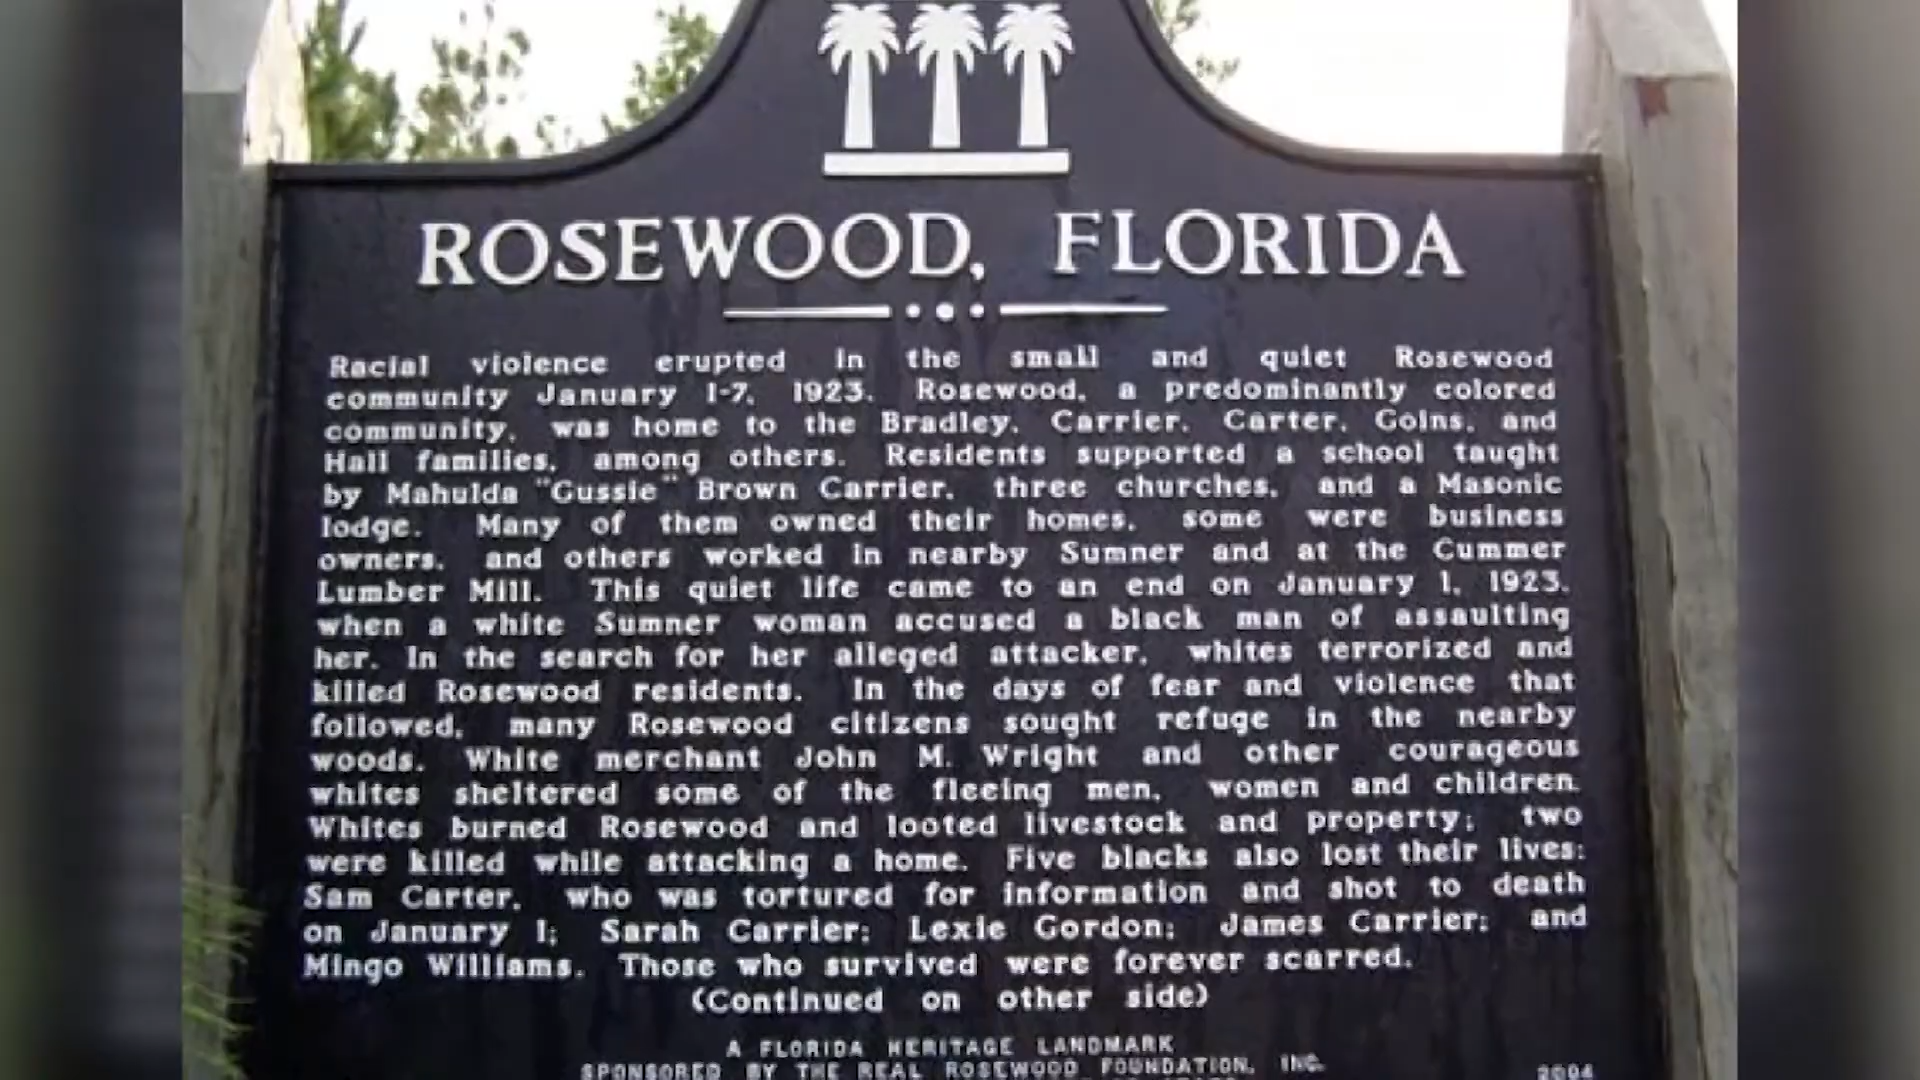 ROSEWOOD, FLORIDA
Racial violence erupted in the small and quiet Rosewood
community January 1-7, 1923. Rosewood, a predominantly colored
community, was home to the Bradley, Carrier, Carter, Goins, and
Hall families, among others. Residents supported a school taught
by Mahulda "Gussie" Brown Carrier, three churches, and a Masonic
lodge. Many of them owned their homes, some were business
owners, and others worked in nearby Sumner and at the Cummer
Lumber Mill. This quiet life came to an end on January 1, 1923,
when a white Sumner woman accused a black man of assaulting
her. In the search for her alleged attacker, whites terrorized and
killed Rosewood residents. In the days of fear and violence that
followed, many Rosewood citizens sought refuge in the nearby
woods. White merchant John M. Wright and other courageous
whites sheltered some of the fleeing men, women and children.
Whites burned Rosewood and looted livestock and property; two
were killed while attacking a home. Five blacks also lost their lives:
Sam Carter, who was tortured for information and shot to death
on January 1; Sarah Carrier; Lexie Gordon; James Carrier; and
Mingo Williams. Those who survived were forever scarred.
(Continued on other side)
A FLORIDA HERITAGE LANDMARK
SPONSORED BY THE REAL ROSEWOOD FOUNDATION, INC.
2004